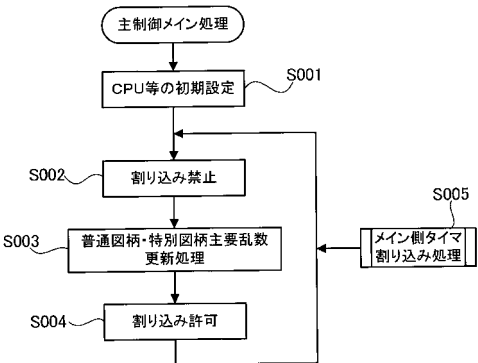 主制御メイン処理
S001
CPU等の初期設定
S002
割り込み禁止
S005
S003
普通図柄・特別図柄主要乱数
更新処理
メイン側タイマ
割り込み処理
S004
割り込み許可